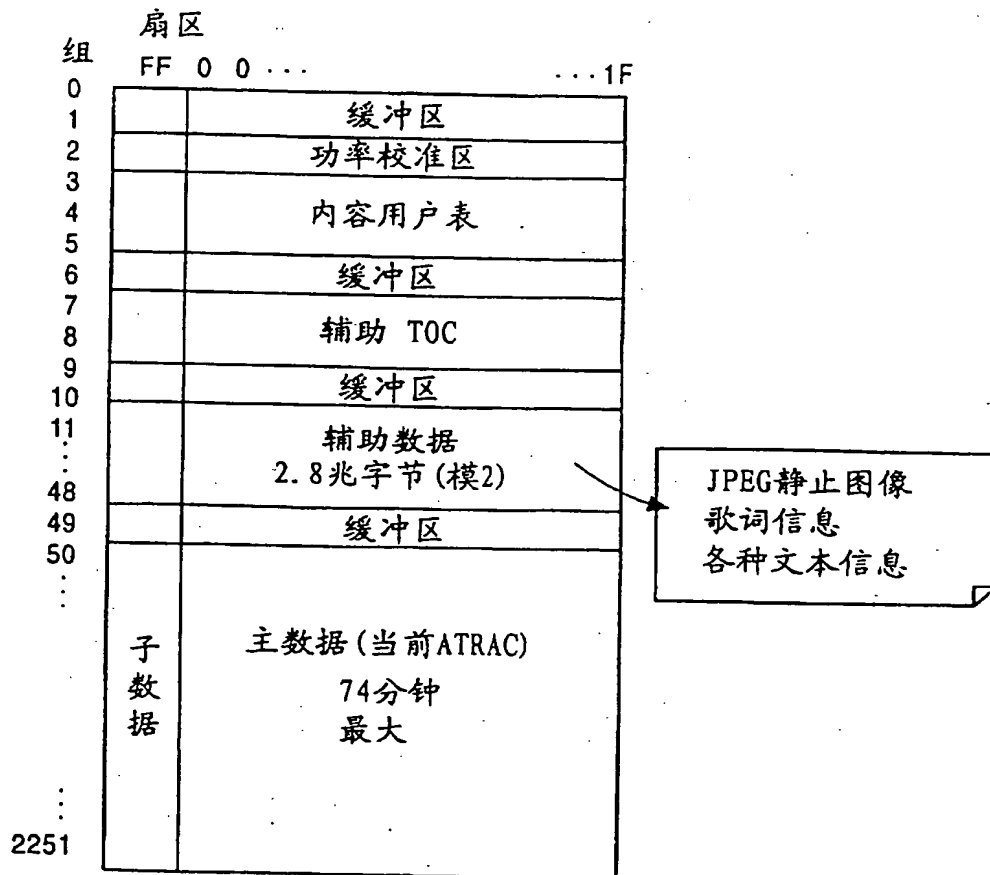 扇区
组
FF 0 0 ··· ···1F
0
1
缓冲区
2
功率校准区
3
4
内容用户表
5
6
缓冲区
7
8
辅助 TOC
9
10
缓冲区
11
⋮
辅助数据
2.8兆字节(模2)
48
49
缓冲区
50
⋮
JPEG静止图像
歌词信息
各种文本信息
子数据
主数据(当前ATRAC)
74分钟
最大
⋮
2251